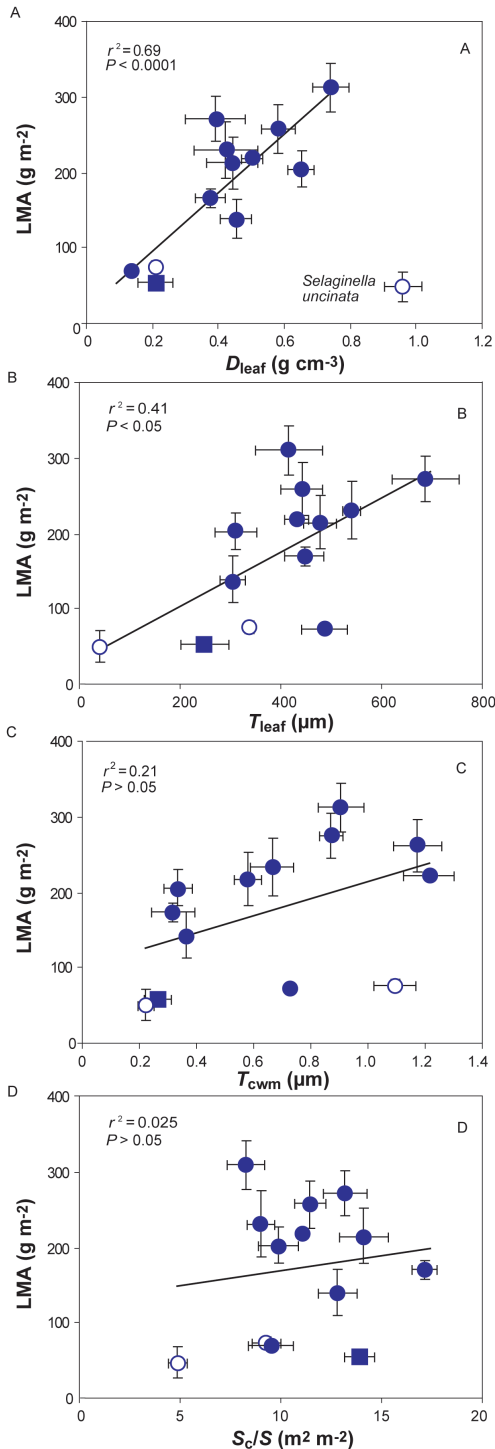 A
400
300
200
100
0
LMA (g m-2)
r² = 0.69
P < 0.0001
A
Selaginella
uncinata
0 0.2 0.4 0.6 0.8 1.0 1.2
Dleaf (g cm-3)
B
400
300
200
100
0
LMA (g m-2)
r² = 0.41
P < 0.05
B
0 200 400 600 800
Tleaf (µm)
C
400
300
200
100
0
LMA (g m-2)
r² = 0.21
P > 0.05
C
0 0.2 0.4 0.6 0.8 1.0 1.2 1.4
Tcwm (µm)
D
400
300
200
100
0
LMA (g m-2)
r² = 0.025
P > 0.05
D
0 5 10 15 20
Sc/S (m² m-2)